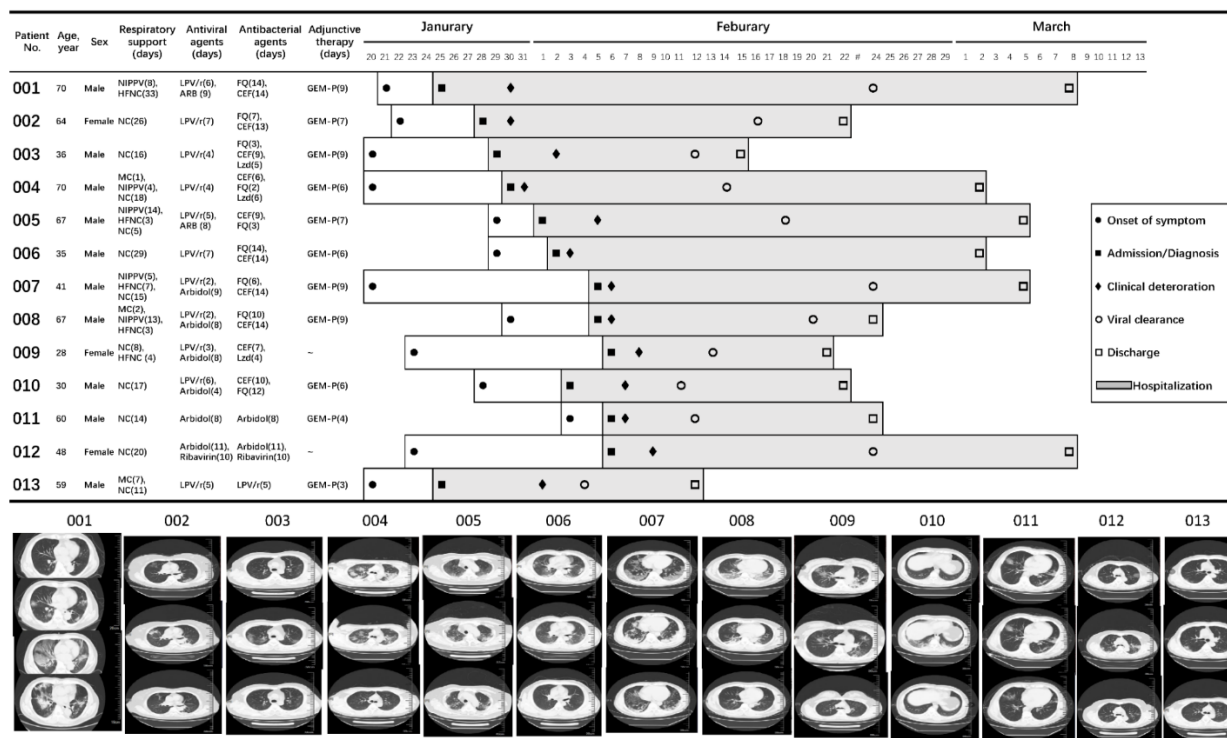 Janurary Feburary March
Patient No. Age, year Sex Respiratory support (days) Antiviral agents (days) Antibacterial agents (days) Adjunctive therapy (days)
20 21 22 23 24 25 26 27 28 29 30 31 1 2 3 4 5 6 7 8 9 10 11 12 13 14 15 16 17 18 19 20 21 22 # 24 25 26 27 28 29 1 2 3 4 5 6 7 8 9 10 11 12 13
001 70 Male NIPPV(8), HFNC(33) LPV/r(6), ARB (9) FQ(14), CEF(14) GEM-P(9)
002 64 Female NC(26) LPV/r(7) FQ(7), CEF(13) GEM-P(7)
003 36 Male NC(16) LPV/r(4) FQ(3), CEF(9), Lzd(5) GEM-P(9)
004 70 Male MC(1), NIPPV(4), NC(18) LPV/r(4) CEF(6), FQ(2) Lzd(6) GEM-P(6)
005 67 Male NIPPV(14), HFNC(3) NC(5) LPV/r(5), ARB (8) CEF(9), FQ(3) GEM-P(7)
006 35 Male NC(29) LPV/r(7) FQ(14), CEF(14) GEM-P(6)
007 41 Male NIPPV(5), HFNC(7), NC(15) LPV/r(2), Arbidol(9) FQ(6), CEF(14) GEM-P(9)
008 67 Male MC(2), NIPPV(13), HFNC(3) LPV/r(2), Arbidol(8) FQ(10) CEF(14) GEM-P(9)
009 28 Female NC(8), HFNC (4) LPV/r(3), Arbidol(8) CEF(7), Lzd(4) ~
010 30 Male NC(17) LPV/r(6), Arbidol(4) CEF(10), FQ(12) GEM-P(6)
011 60 Male NC(14) Arbidol(8) Arbidol(8) GEM-P(4)
012 48 Female NC(20) Arbidol(11), Ribavirin(10) Arbidol(11), Ribavirin(10) ~
013 59 Male MC(7), NC(11) LPV/r(5) LPV/r(5) GEM-P(3)
Onset of symptom
Admission/Diagnosis
Clinical deteroration
Viral clearance
Discharge
Hospitalization
001 002 003 004 005 006 007 008 009 010 011 012 013